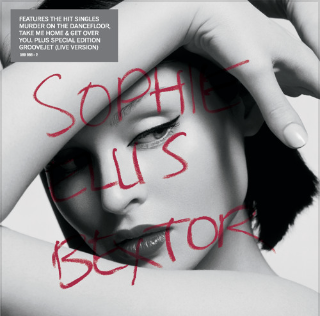 FEATURES THE HIT SINGLES
MURDER ON THE DANCEFLOOR,
TAKE ME HOME & GET OVER
YOU. PLUS SPECIAL EDITION
GROOVEJET (LIVE VERSION)
SOPHIE
ELLIS
BEXTOR